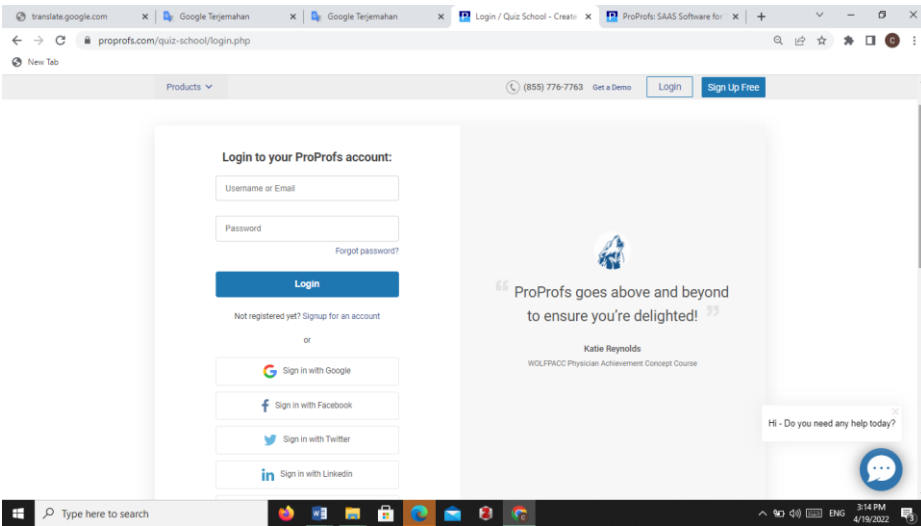 translate.google.com
Google Terjemahan
Google Terjemahan
Login / Quiz School - Create
ProProfs: SAAS Software for
proprofs.com/quiz-school/login.php
C
New Tab
Products
(855) 776-7763 Get a Demo Login Sign Up Free
Login to your ProProfs account:
Username or Email
Password
Forgot password?
Login
Not registered yet? Signup for an account
or
Sign in with Google
Sign in with Facebook
Sign in with Twitter
Sign in with Linkedin
“ ProProfs goes above and beyond
to ensure you're delighted! ”
Katie Reynolds
WOLFPACC Physician Achievement Concept Course
Hi - Do you need any help today?
Type here to search
ENG
3:14 PM
4/19/2022